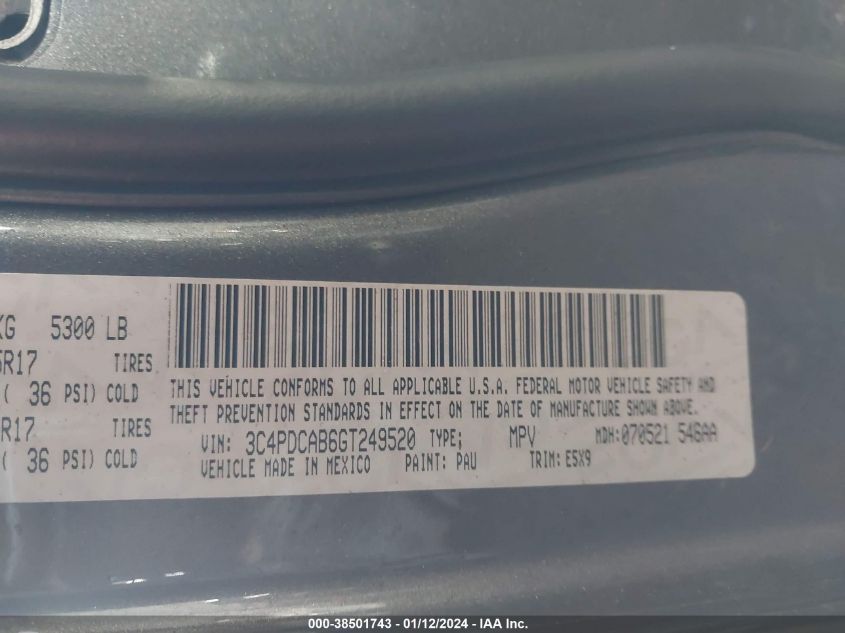 KG 5300 LB
5R17 TIRES
( 36 PSI) COLD
R17 TIRES
( 36 PSI) COLD
THIS VEHICLE CONFORMS TO ALL APPLICABLE U.S.A. FEDERAL MOTOR VEHICLE SAFETY AND
THEFT PREVENTION STANDARDS IN EFFECT ON THE DATE OF MANUFACTURE SHOWN ABOVE.
VIN: 3C4PDCAB6GT249520 TYPE; MPV MDH:070521 546AA
VEHICLE MADE IN MEXICO PAINT: PAU TRIM: E5X9
000-38501743 - 01/12/2024 - IAA Inc.